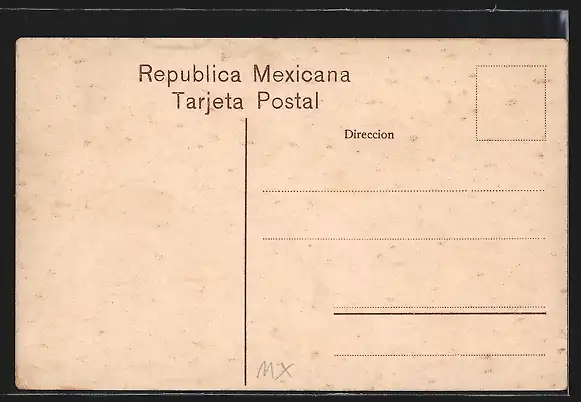 Republica Mexicana
Tarjeta Postal
Direccion
MX